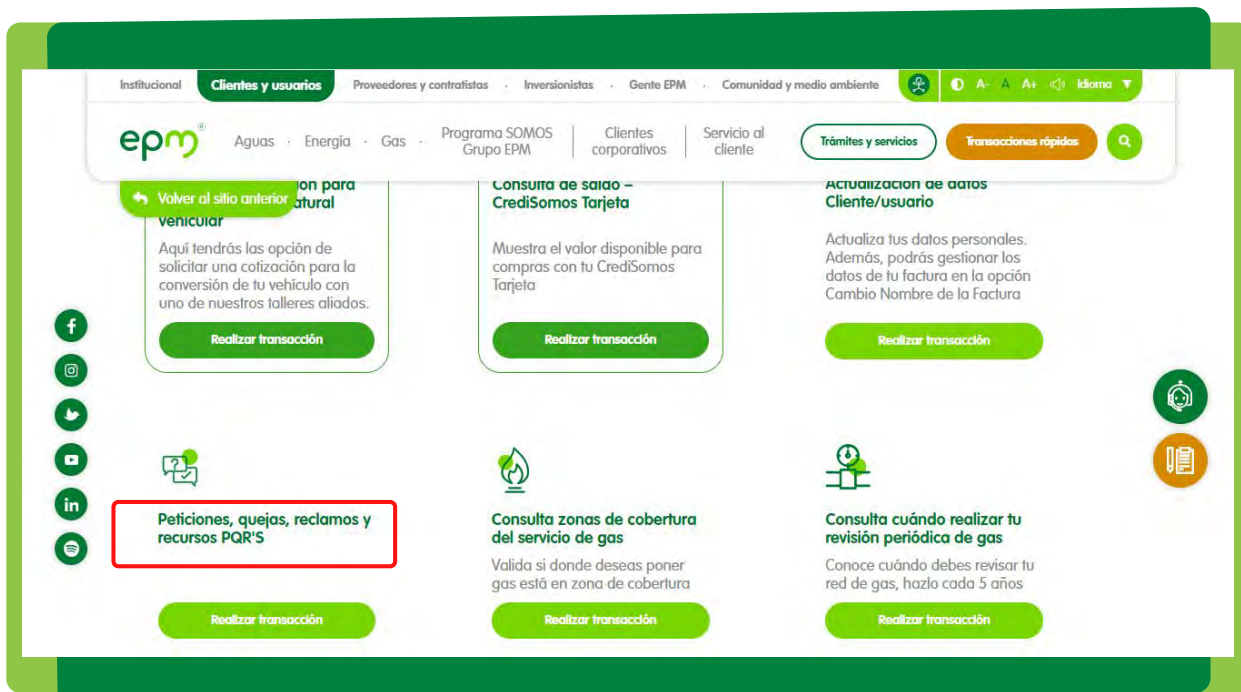 Institucional
Clientes y usuarios
Proveedores y contratistas · Inversionistas · Gente EPM · Comunidad y medio ambiente
A- A A+ Idioma
epm®
Aguas · Energía · Gas ·
Programa SOMOS
Grupo EPM
Clientes
corporativos
Servicio al
cliente
Trámites y servicios
Transacciones rápidas
Volver al sitio anterior
ión para
atural
vehicular
Aquí tendrás las opción de
solicitar una cotización para la
conversión de tu vehículo con
uno de nuestros talleres aliados.
Realizar transacción
Consulta de saldo –
CrediSomos Tarjeta
Muestra el valor disponible para
compras con tu CrediSomos
Tarjeta
Realizar transacción
Actualización de datos
Cliente/usuario
Actualiza tus datos personales.
Además, podrás gestionar los
datos de tu factura en la opción
Cambio Nombre de la Factura
Realizar transacción
Peticiones, quejas, reclamos y
recursos PQR'S
Realizar transacción
Consulta zonas de cobertura
del servicio de gas
Valida si donde deseas poner
gas está en zona de cobertura
Realizar transacción
Consulta cuándo realizar tu
revisión periódica de gas
Conoce cuándo debes revisar tu
red de gas, hazlo cada 5 años
Realizar transacción